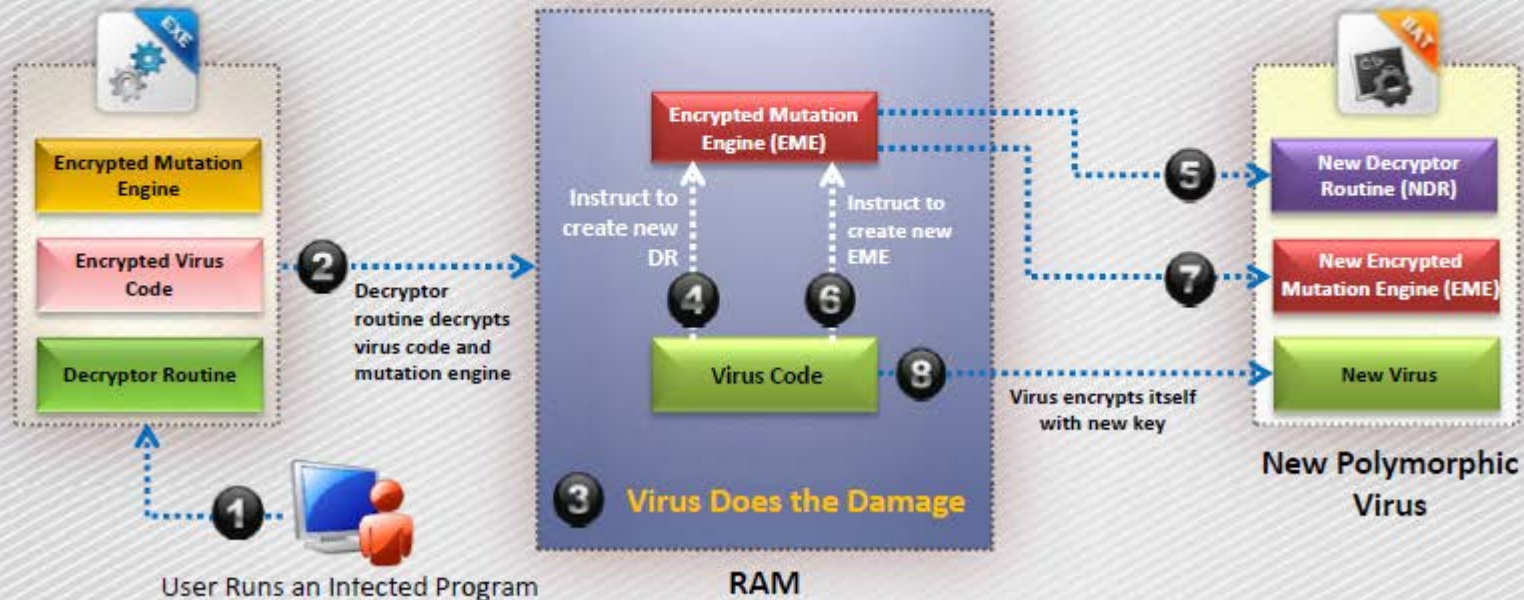 EXE
Encrypted Mutation
Engine
Encrypted Virus
Code
Decryptor Routine
1
User Runs an Infected Program
2
Decryptor
routine decrypts
virus code and
mutation engine
Encrypted Mutation
Engine (EME)
Instruct to
create new
DR
Instruct to
create new
EME
4
6
Virus Code
3
Virus Does the Damage
RAM
5
7
8
Virus encrypts itself
with new key
BAT
New Decryptor
Routine (NDR)
New Encrypted
Mutation Engine (EME)
New Virus
New Polymorphic
Virus